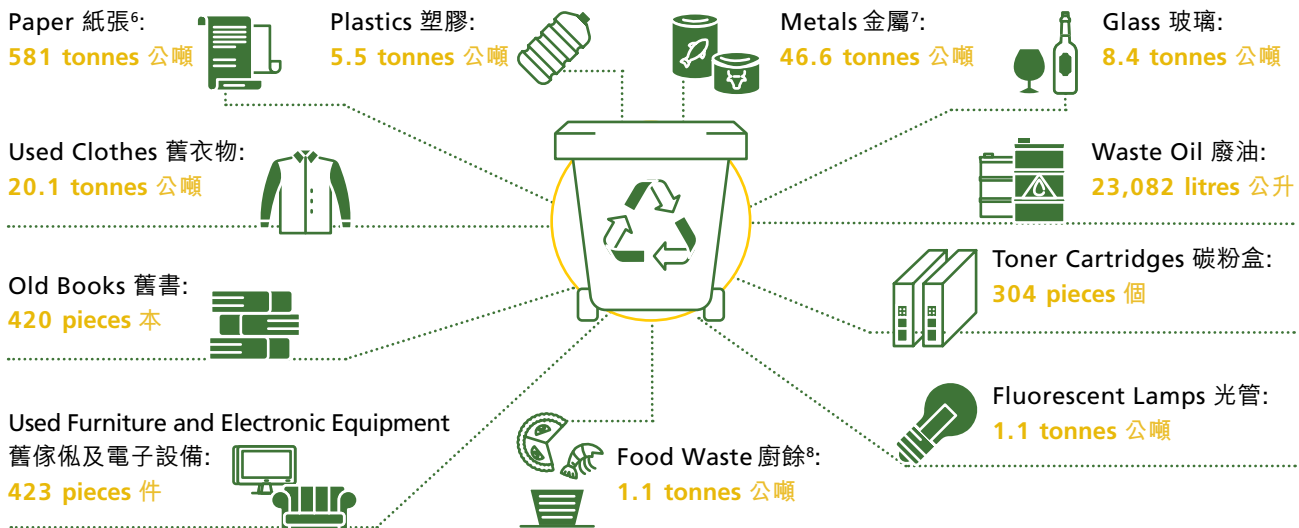 Paper 紙張⁶:
581 tonnes 公噸
Plastics 塑膠:
5.5 tonnes 公噸
Metals 金屬⁷:
46.6 tonnes 公噸
Glass 玻璃:
8.4 tonnes 公噸
Used Clothes 舊衣物:
20.1 tonnes 公噸
Waste Oil 廢油:
23,082 litres 公升
Old Books 舊書:
420 pieces 本
Toner Cartridges 碳粉盒:
304 pieces 個
Used Furniture and Electronic Equipment
舊傢俬及電子設備:
423 pieces 件
Food Waste 廚餘⁸:
1.1 tonnes 公噸
Fluorescent Lamps 光管:
1.1 tonnes 公噸